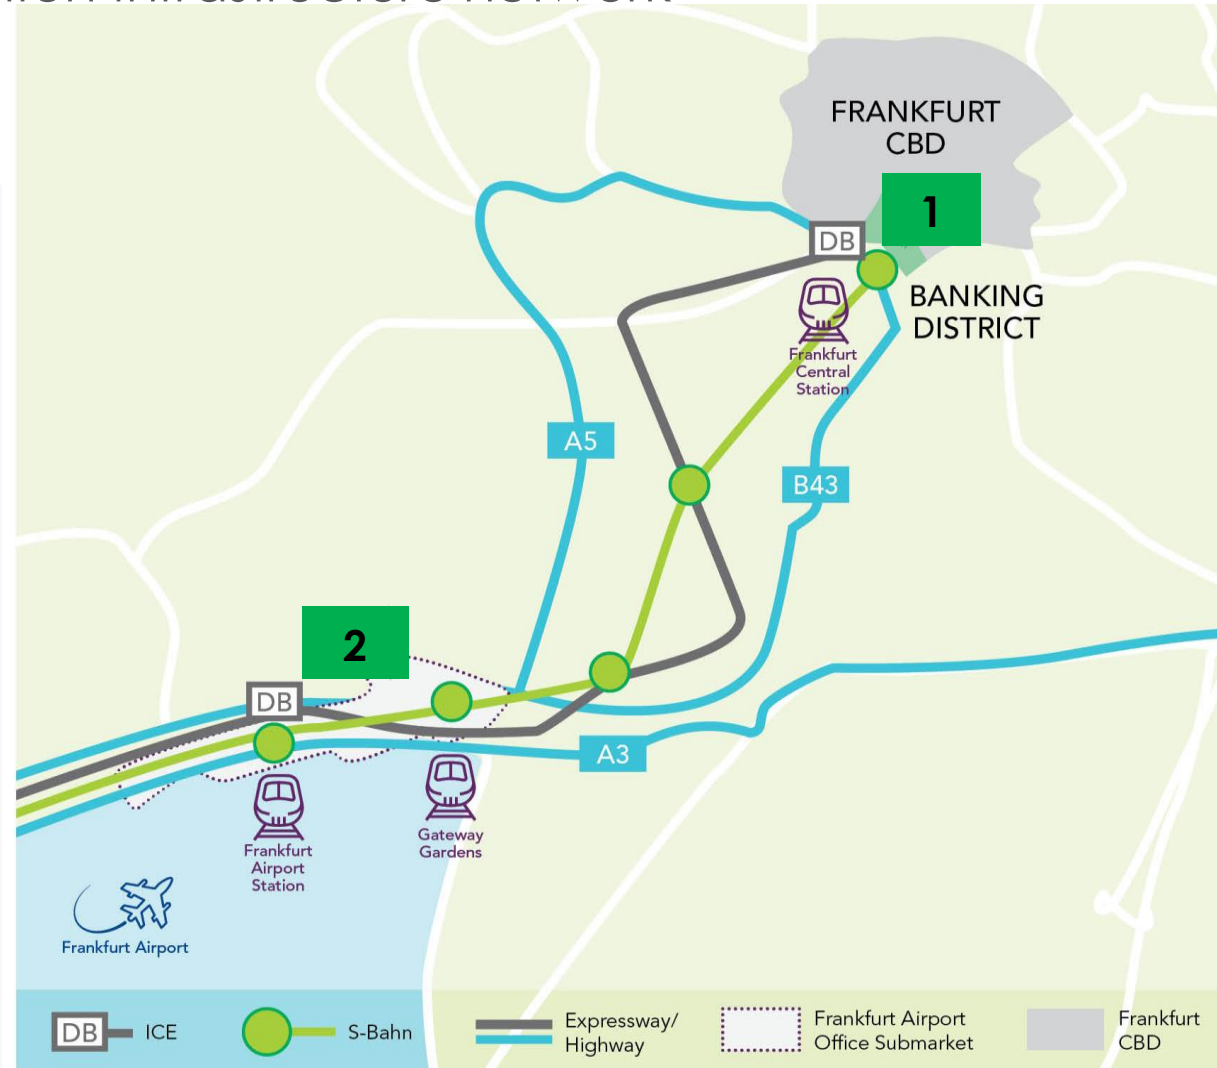 FRANKFURT
CBD
1
DB
BANKING
DISTRICT
Frankfurt
Central
Station
A5
B43
2
DB
A3
Gateway
Gardens
Frankfurt
Airport
Station
Frankfurt Airport
DB
ICE
S-Bahn
Expressway/
Highway
Frankfurt Airport
Office Submarket
Frankfurt
CBD